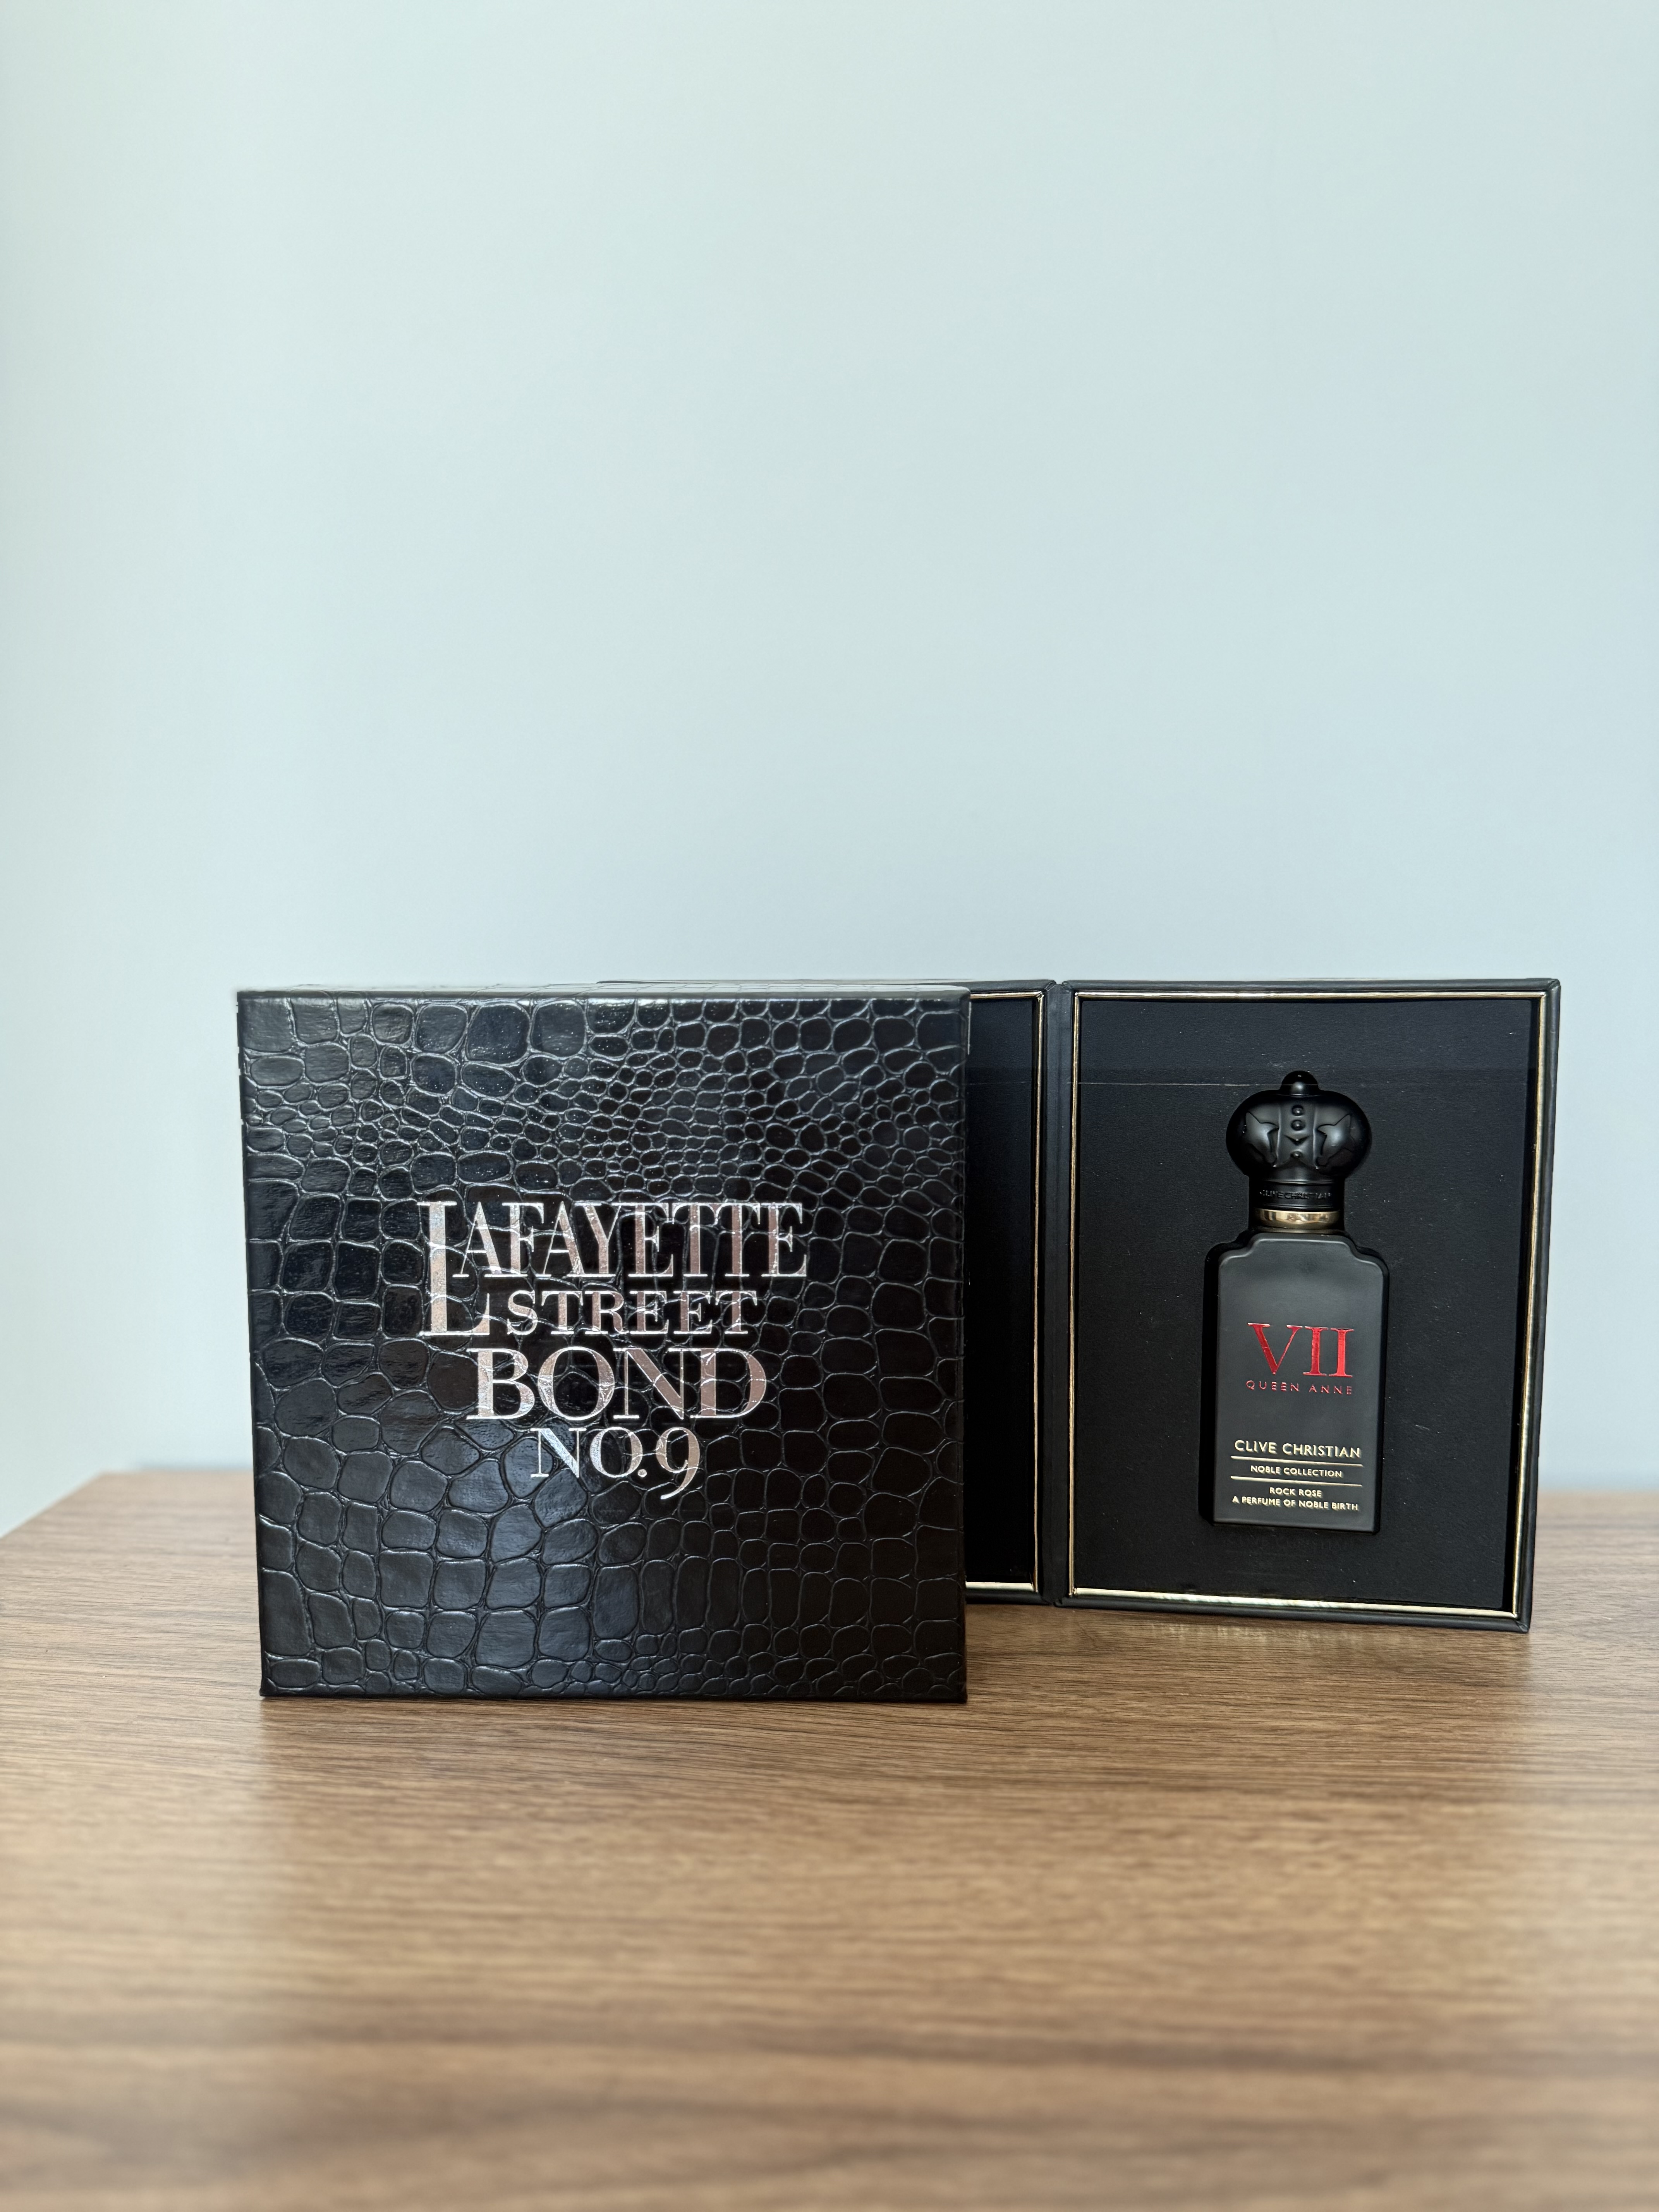 LAFAYETTE
STREET
BOND
NO.9
CLIVE CHRISTIAN
VII
QUEEN ANNE
CLIVE CHRISTIAN
NOBLE COLLECTION
ROCK ROSE
A PERFUME OF NOBLE BIRTH